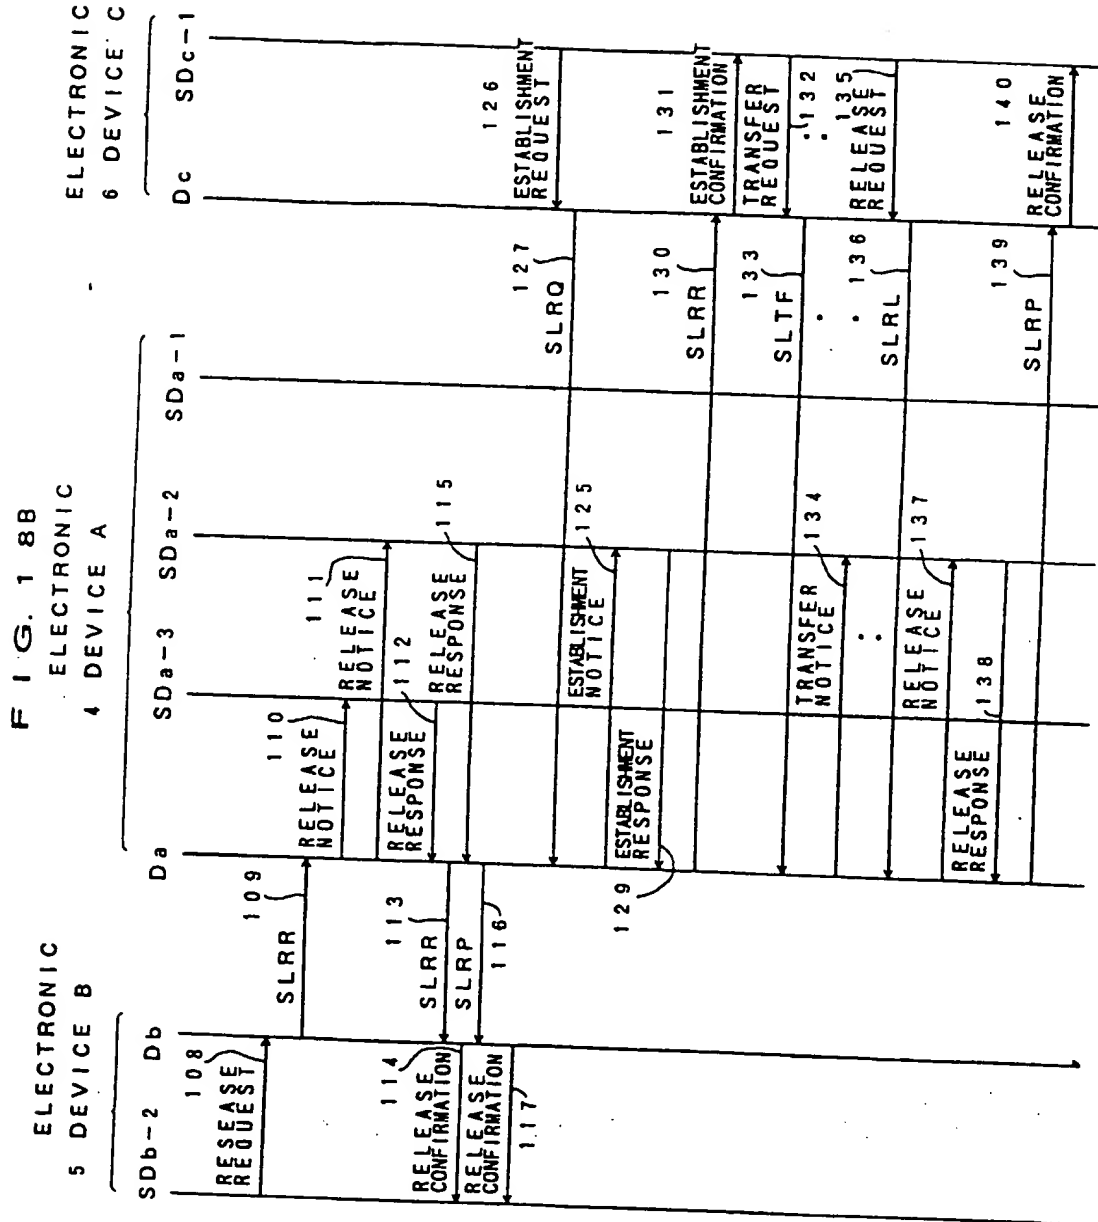 F I G. 1 8B
ELECTRONIC
5 DEVICE B
ELECTRONIC
4 DEVICE A
ELECTRONIC
6 DEVICE C
SDb-2
Db
Da
SDa-3
SDa-2
SDa-1
Dc
SDc-1
108
RESEASE
REQUEST
109
SLRR
110
RELEASE
NOTICE
111
RELEASE
NOTICE
112
RELEASE
RESPONSE
113
SLRR
114
RELEASE
CONFIRMATION
115
RELEASE
RESPONSE
116
SLRP
117
RELEASE
CONFIRMATION
126
ESTABLISHMENT
REQUEST
127
SLRQ
125
ESTABLISHMENT
NOTICE
129
ESTABLISHMENT
RESPONSE
130
SLRR
131
ESTABLISHMENT
CONFIRMATION
132
TRANSFER
REQUEST
133
SLTF
134
TRANSFER
NOTICE
135
RELEASE
REQUEST
136
SLRL
137
RELEASE
NOTICE
138
RELEASE
RESPONSE
139
SLRP
140
RELEASE
CONFIRMATION